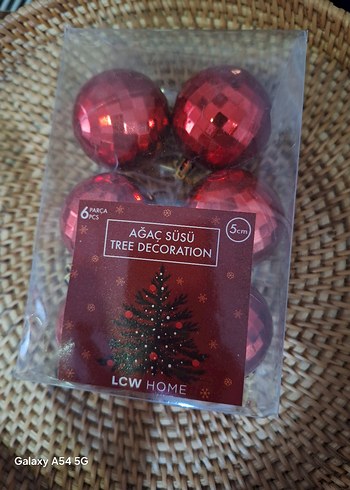 6 PARÇA
PCS
AĞAÇ SÜSÜ
TREE DECORATION
5cm
LCW HOME
Galaxy A54 5G